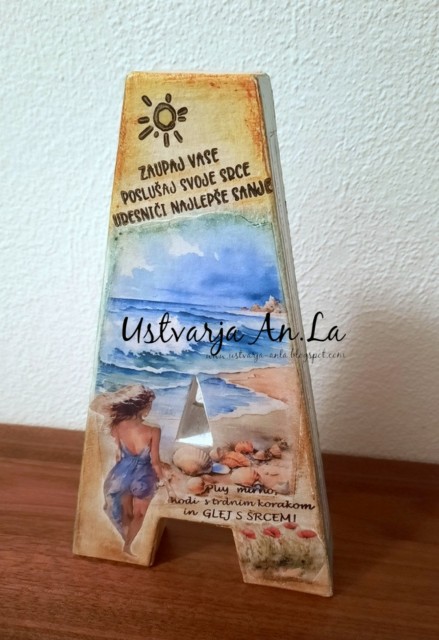 ZAUPAJ VASE
POSLUŠAJ SVOJE SRCE
URESNIČI NAJLEPŠE SANJE
Ustvarja An.La
www.ustvarja-anla.blogspot.com
mirno,
hodi s trdnim korakom
in GLEJ S SRCEM!